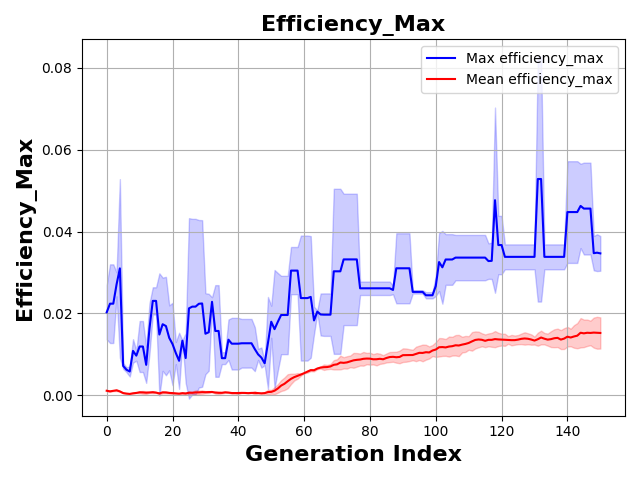 Efficiency_Max
Max efficiency_max
Mean efficiency_max
Efficiency_Max
0.08
0.06
0.04
0.02
0.00
0 20 40 60 80 100 120 140
Generation Index